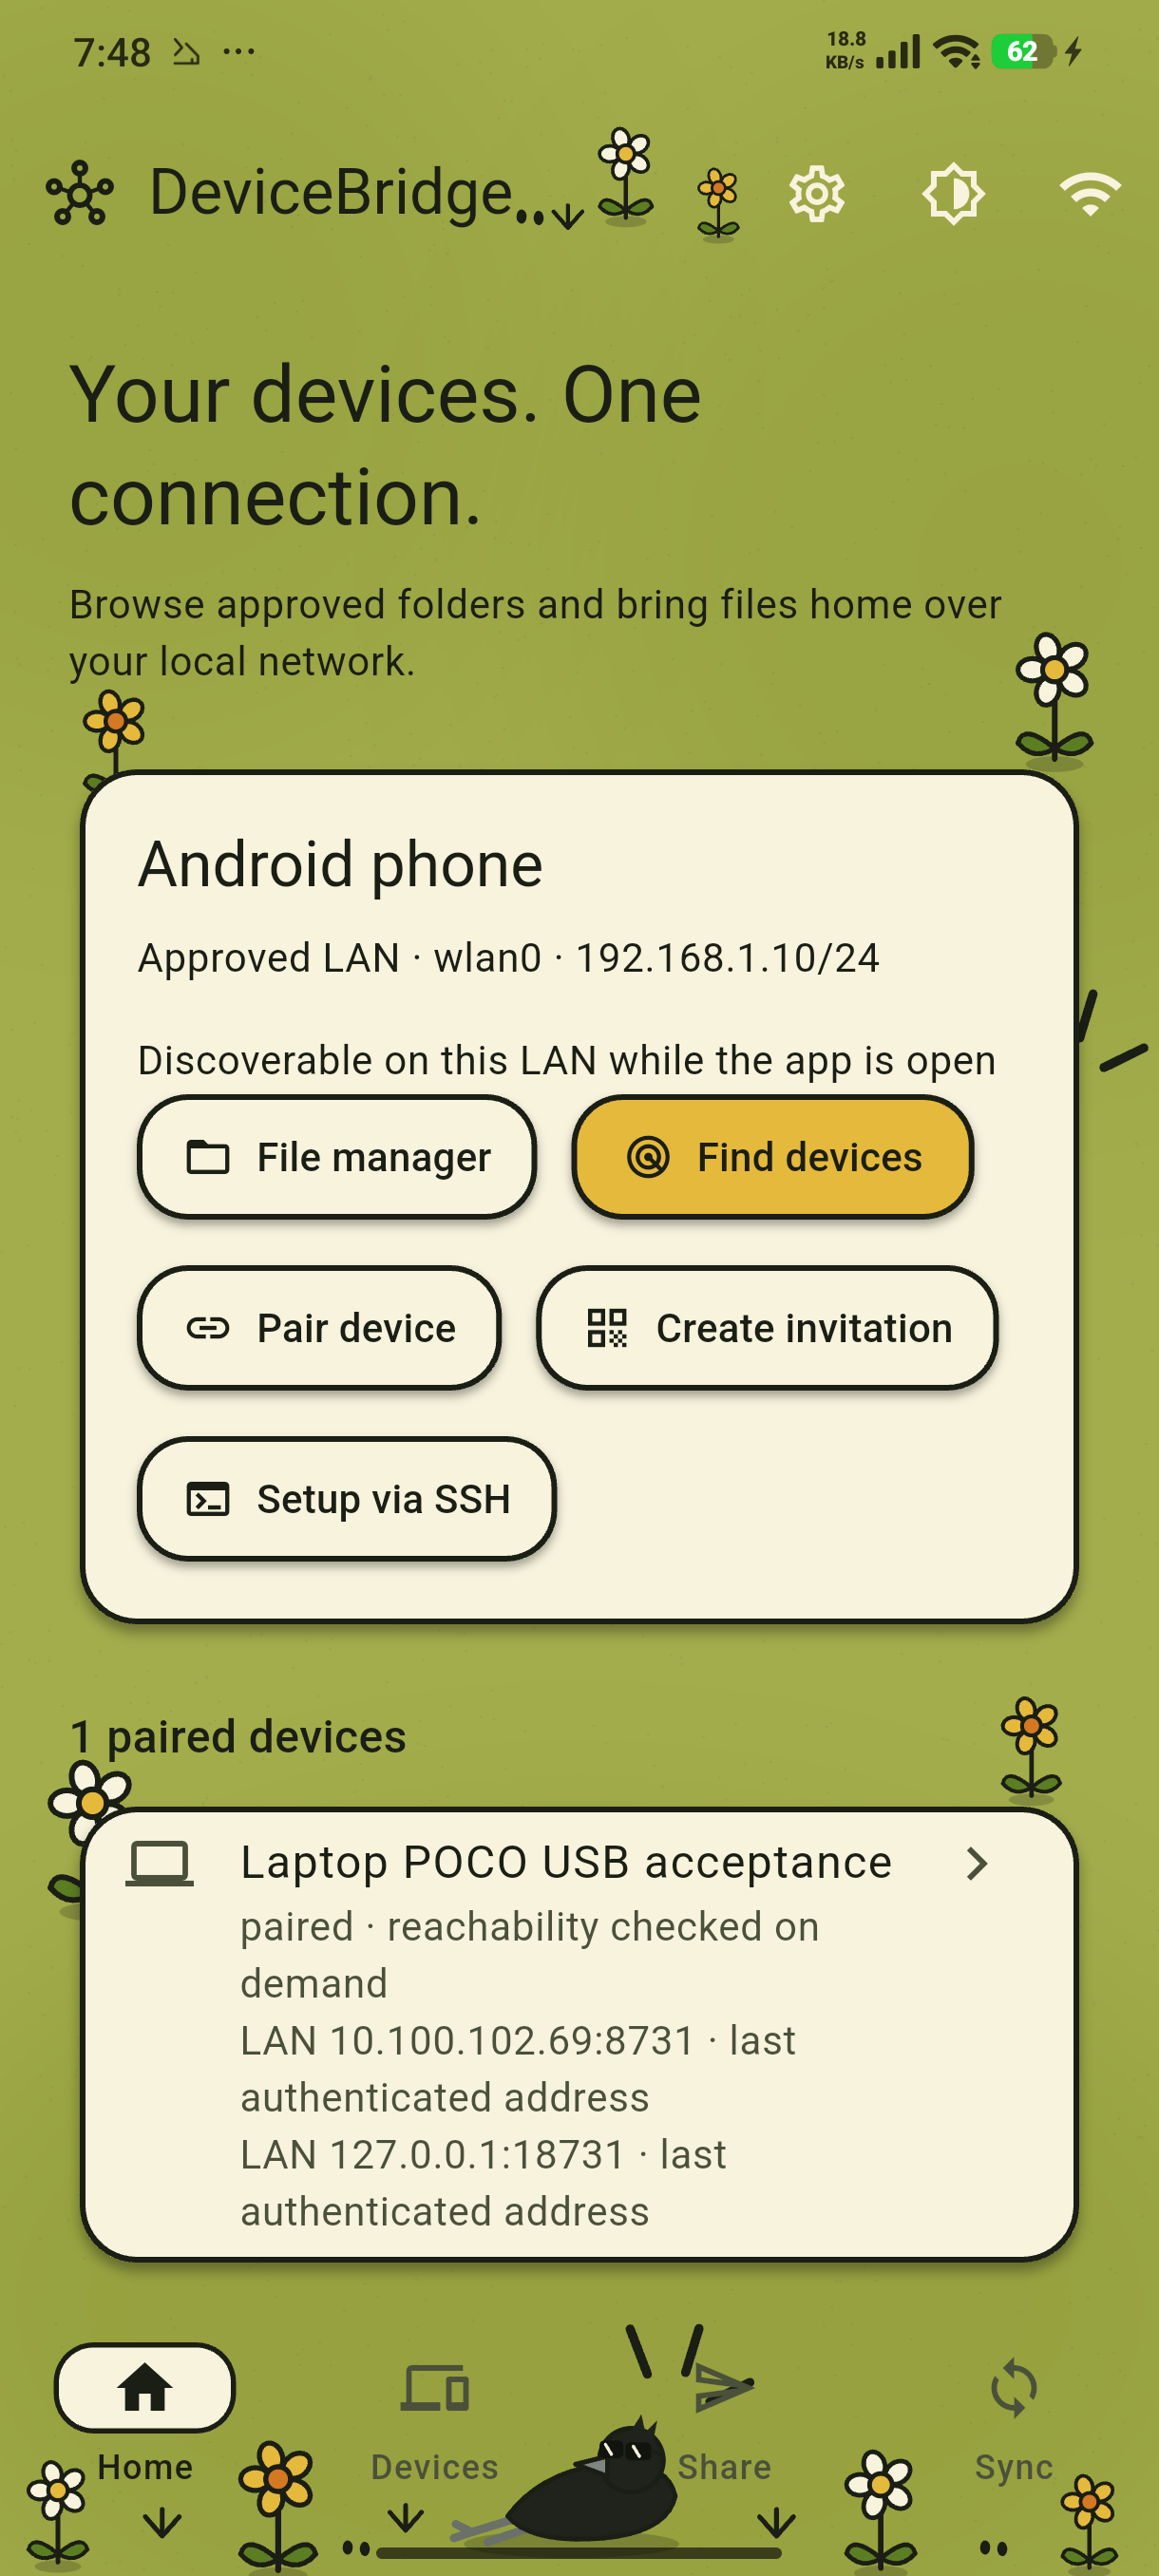 7:48
18.8
KB/s
62
DeviceBridge
Your devices. One
connection.
Browse approved folders and bring files home over
your local network.
Android phone
Approved LAN · wlan0 · 192.168.1.10/24
Discoverable on this LAN while the app is open
File manager
Find devices
Pair device
Create invitation
Setup via SSH
1 paired devices
Laptop POCO USB acceptance
paired · reachability checked on
demand
LAN 10.100.102.69:8731 · last
authenticated address
LAN 127.0.0.1:18731 · last
authenticated address
Home
Devices
Share
Sync